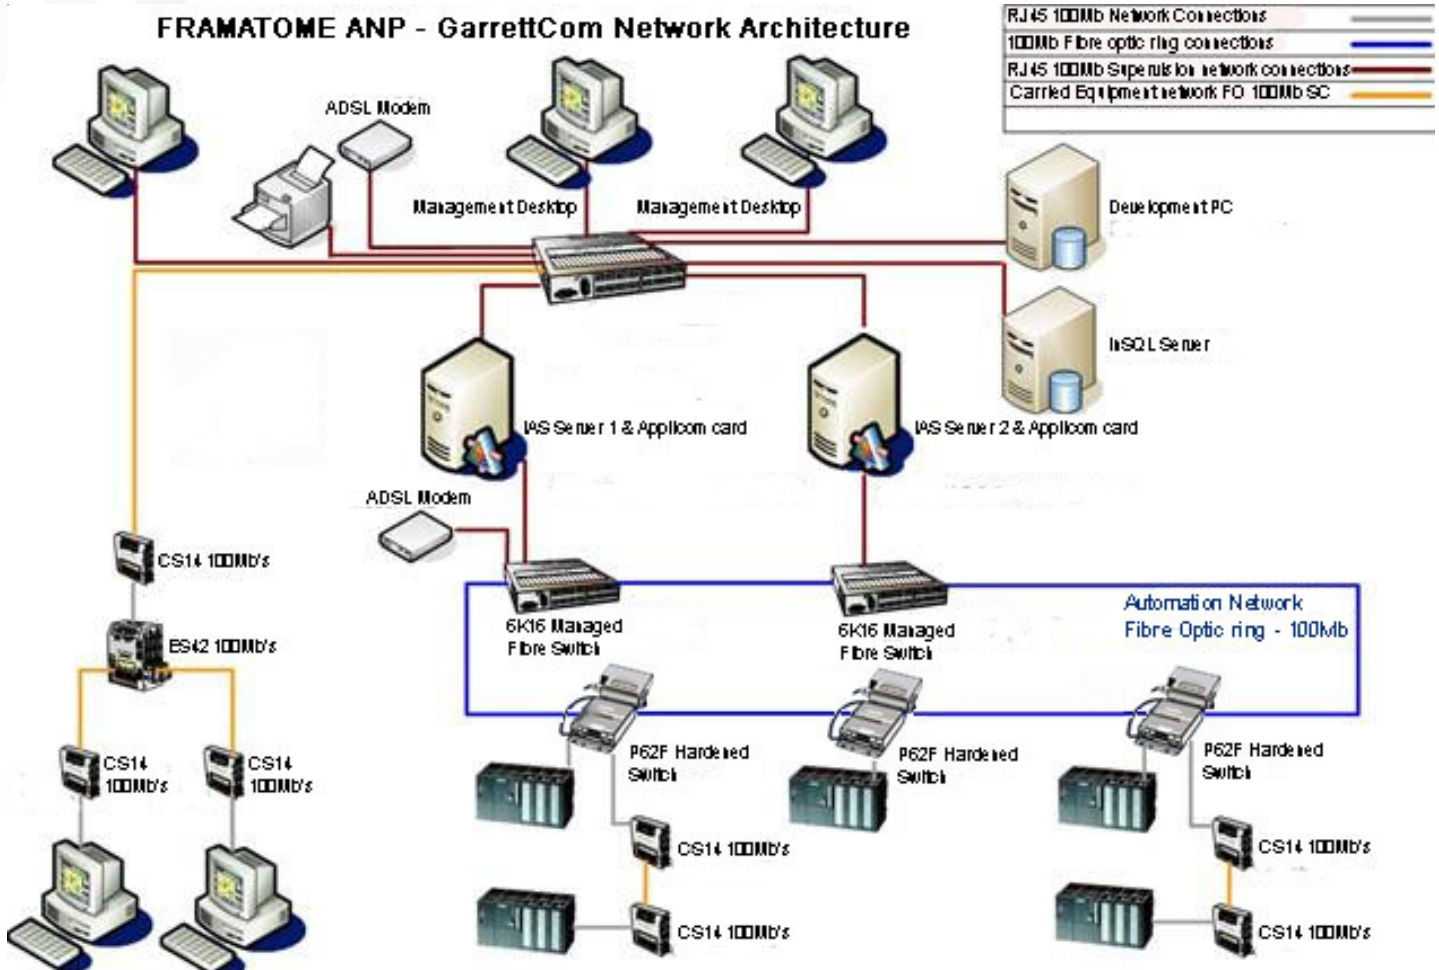 FRAMATOME ANP - GarrettCom Network Architecture
RJ45 100Mb Network Connections
100Mb Fibre optic ring connections
RJ45 100Mb Supervision network connections
Carried Equipment network FO 100Mb SC
ADSL Modem
Management Desktop
Management Desktop
Development PC
InSQL Server
IAS Server 1 & Applicom card
IAS Server 2 & Applicom card
ADSL Modem
CS14 100Mb's
6K16 Managed
Fibre Switch
6K16 Managed
Fibre Switch
Automation Network
Fibre Optic ring - 100Mb
ES42 100Mb's
P62F Hardened
Switch
P62F Hardened
Switch
P62F Hardened
Switch
CS14
100Mb's
CS14
100Mb's
CS14 100Mb's
CS14 100Mb's
CS14 100Mb's
CS14 100Mb's